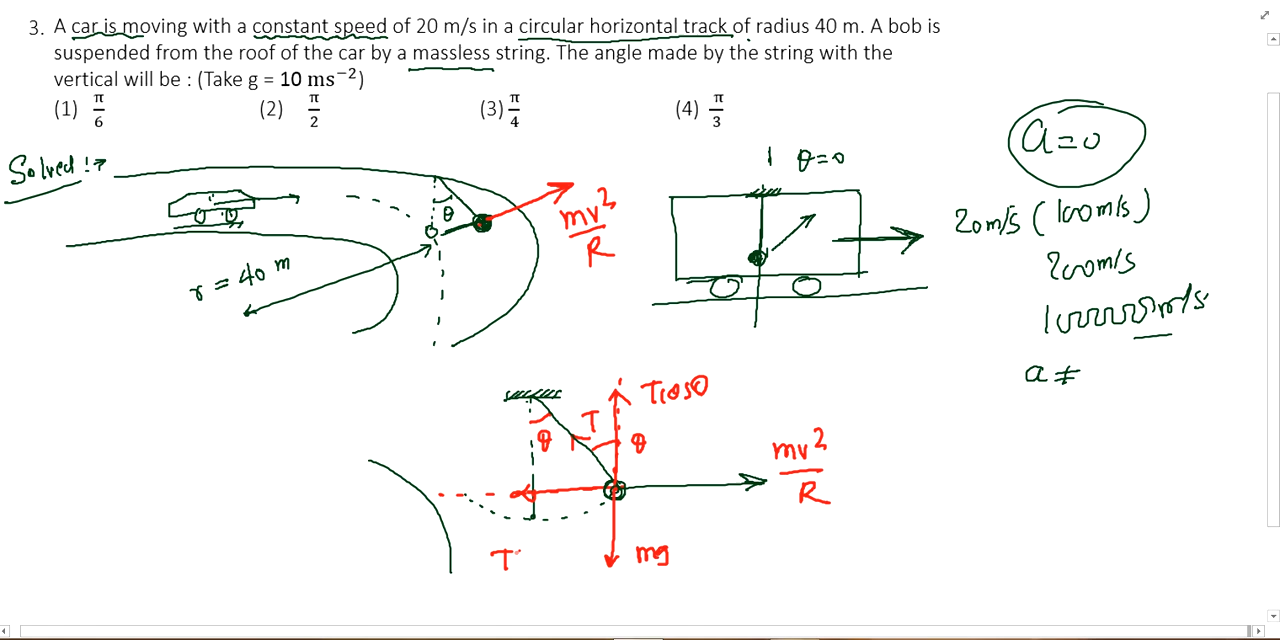 3. A car is moving with a constant speed of 20 m/s in a circular horizontal track of radius 40 m. A bob is
suspended from the roof of the car by a massless string. The angle made by the string with the
vertical will be : (Take g = 10 ms⁻²)
(1) π/6 (2) π/2 (3) π/4 (4) π/3
Solved !?
a=0
θ=0
20m/s (100m/s)
200m/s
θ
mv²/R
r = 40 m
a ≠
T cosθ
T
θ θ
mv²/R
T
mg